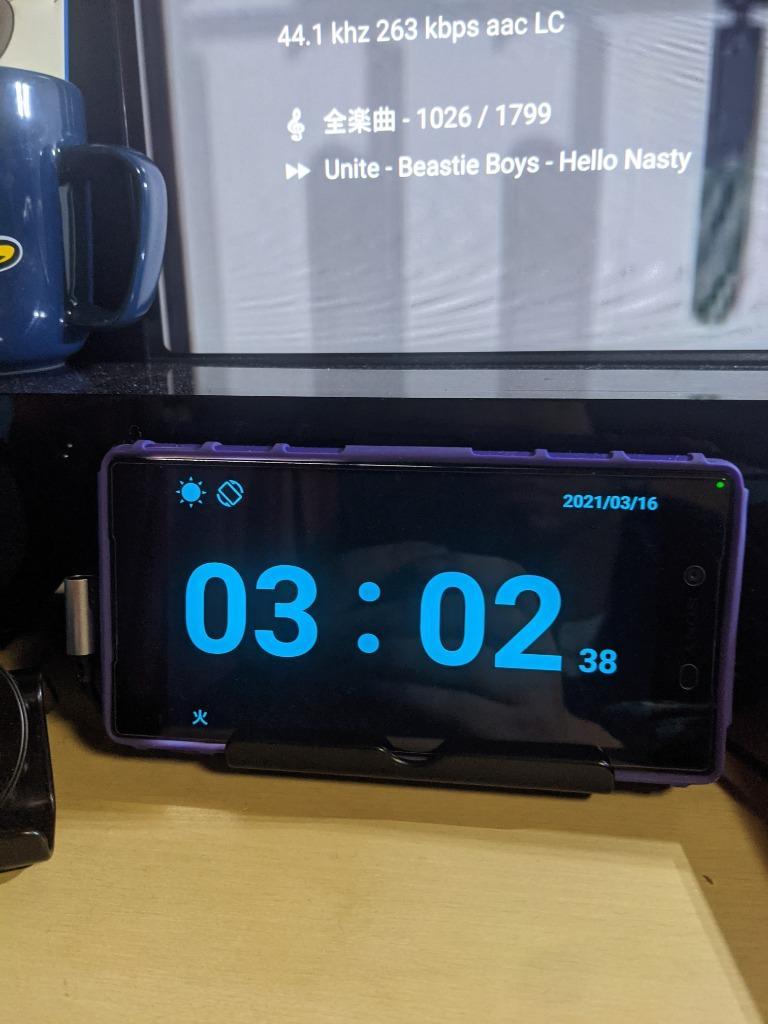 44.1 khz 263 kbps aac LC
全楽曲 - 1026 / 1799
Unite - Beastie Boys - Hello Nasty
2021/03/16
03 : 02 38
火
SONY